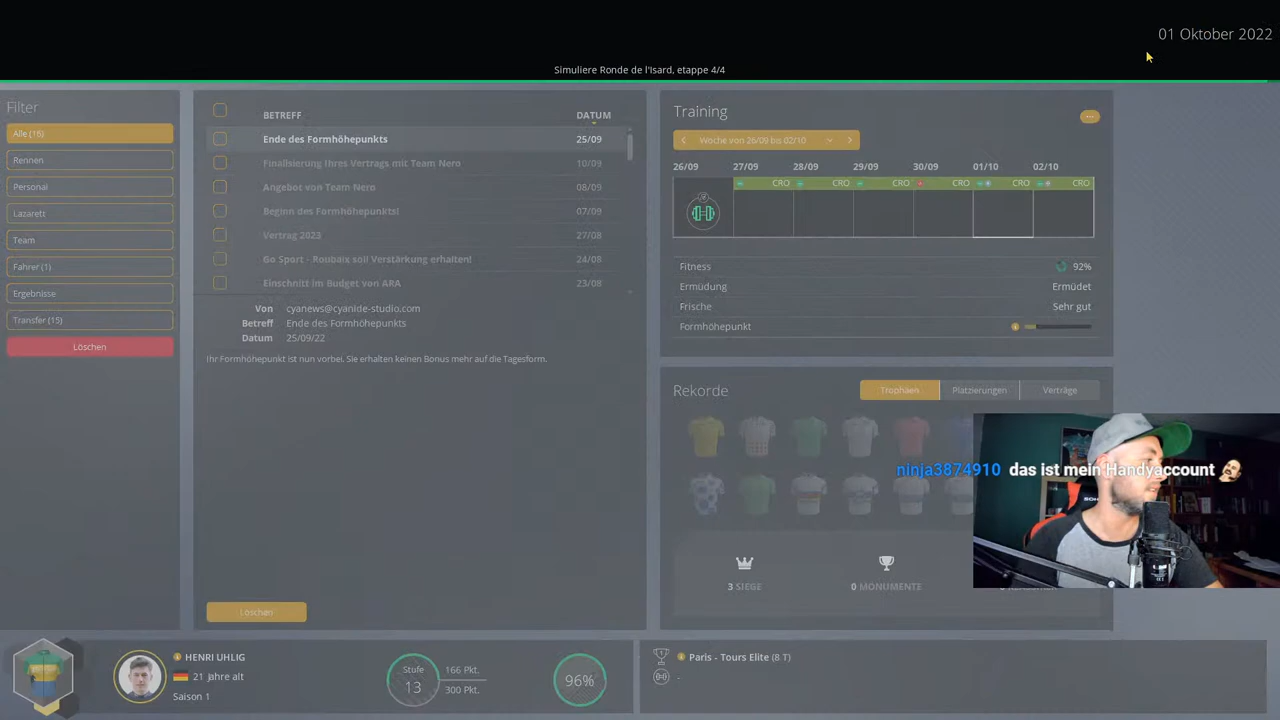 01 Oktober 2022
Simuliere Ronde de l'Isard, etappe 4/4
Filter
Alle (16)
Rennen
Personal
Lazarett
Team
Fahrer (1)
Ergebnisse
Transfer (15)
Löschen
BETREFF DATUM
Ende des Formhöhepunkts 25/09
Finalisierung Ihres Vertrags mit Team Nero 10/09
Angebot von Team Nero 08/09
Beginn des Formhöhepunkts! 07/09
Vertrag 2023 27/08
Go Sport - Roubaix soll Verstärkung erhalten! 24/08
Einschnitt im Budget von ARA 23/08
Von cyanews@cyanide-studio.com
Betreff Ende des Formhöhepunkts
Datum 25/09/22
Ihr Formhöhepunkt ist nun vorbei. Sie erhalten keinen Bonus mehr auf die Tagesform.
Löschen
Training
Woche von 26/09 bis 02/10
26/09 27/09 28/09 29/09 30/09 01/10 02/10
CRO CRO CRO CRO CRO CRO
Fitness 92%
Ermüdung Ermüdet
Frische Sehr gut
Formhöhepunkt
Rekorde
Trophäen Platzierungen Verträge
ninja3874910 das ist mein Handyaccount
3 SIEGE 0 MONUMENTE
HENRI UHLIG
21 Jahre alt
Saison 1
Stufe
13
166 Pkt.
300 Pkt.
96%
Paris - Tours Elite (8 T)
-